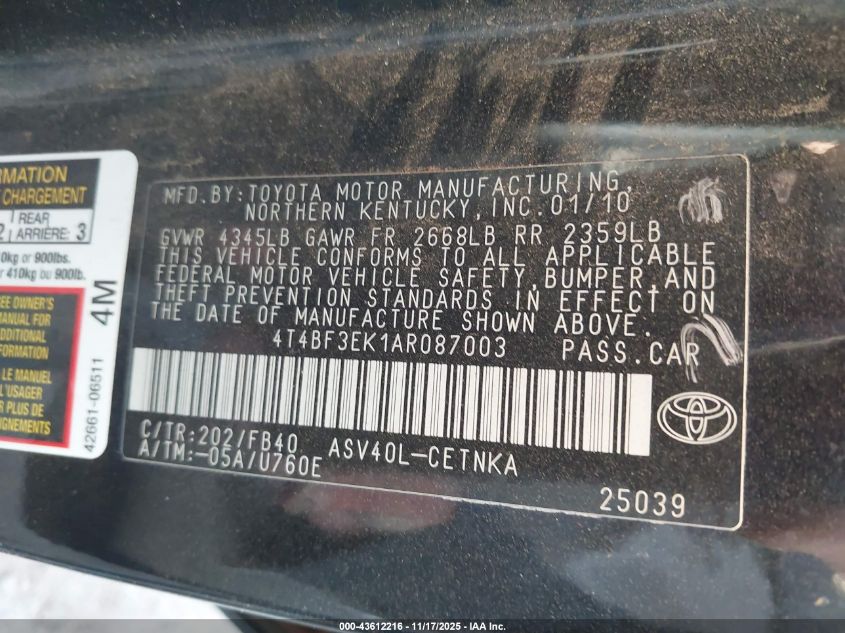 RMATION
CHARGEMENT
REAR
2 ARRIÈRE: 3
0kg or 900lbs.
r 410kg ou 900lb.
EE OWNER'S
MANUAL FOR
ADDITIONAL
FORMATION
LE MANUEL
L'USAGER
R PLUS DE
IGNEMENTS
4M
42661-06511
MFD.BY:TOYOTA MOTOR MANUFACTURING,
NORTHERN KENTUCKY, INC. 01/10
GVWR 4345LB GAWR FR 2668LB RR 2359LB
THIS VEHICLE CONFORMS TO ALL APPLICABLE
FEDERAL MOTOR VEHICLE SAFETY,BUMPER,AND
THEFT PREVENTION STANDARDS IN EFFECT ON
THE DATE OF MANUFACTURE SHOWN ABOVE.
4T4BF3EK1AR087003 PASS.CAR
C/TR:202/FB40 ASV40L-CETNKA
A/TM:-05A/U760E
25039
000-43612216 - 11/17/2025 - IAA Inc.